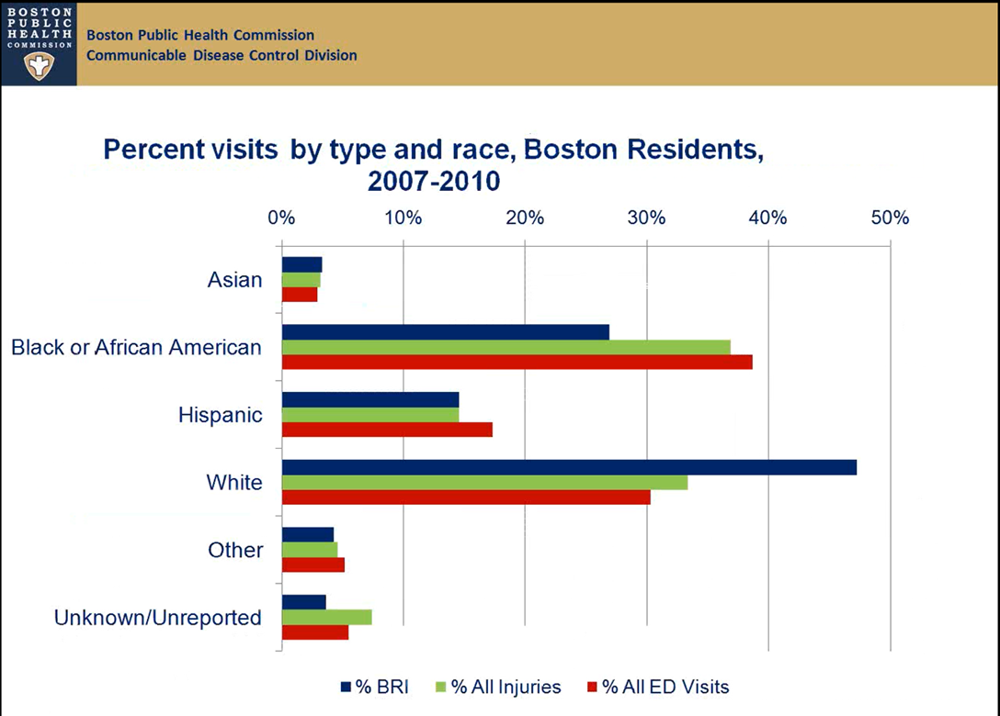 BOSTON
PUBLIC
HEALTH
COMMISSION
Boston Public Health Commission
Communicable Disease Control Division
Percent visits by type and race, Boston Residents,
2007-2010
0% 10% 20% 30% 40% 50%
Asian
Black or African American
Hispanic
White
Other
Unknown/Unreported
% BRI % All Injuries % All ED Visits